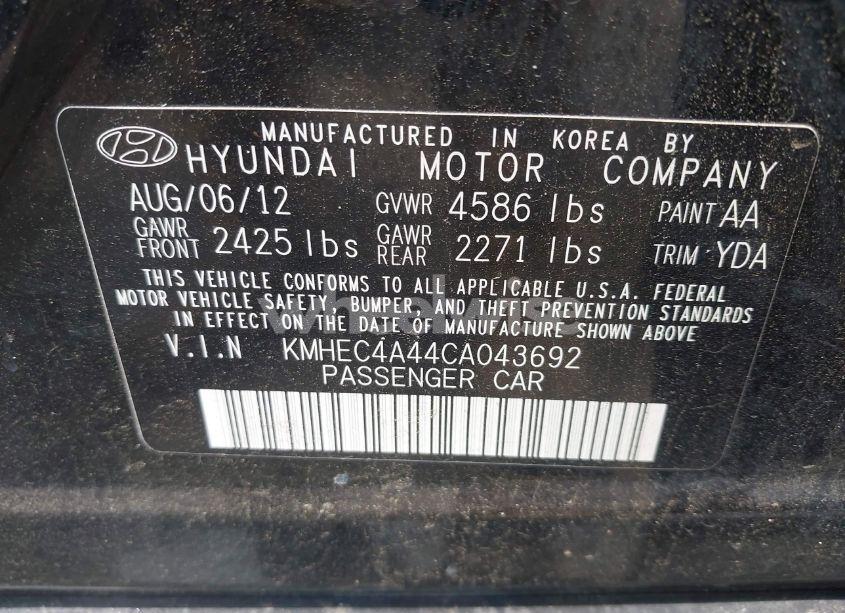 MANUFACTURED IN KOREA BY
HYUNDAI MOTOR COMPANY
AUG/06/12 GVWR 4586 lbs PAINT AA
GAWR FRONT 2425 lbs GAWR REAR 2271 lbs TRIM YDA
THIS VEHICLE CONFORMS TO ALL APPLICABLE U.S.A. FEDERAL
MOTOR VEHICLE SAFETY, BUMPER, AND THEFT PREVENTION STANDARDS
IN EFFECT ON THE DATE OF MANUFACTURE SHOWN ABOVE
V.I.N KMHEC4A44CA043692
PASSENGER CAR